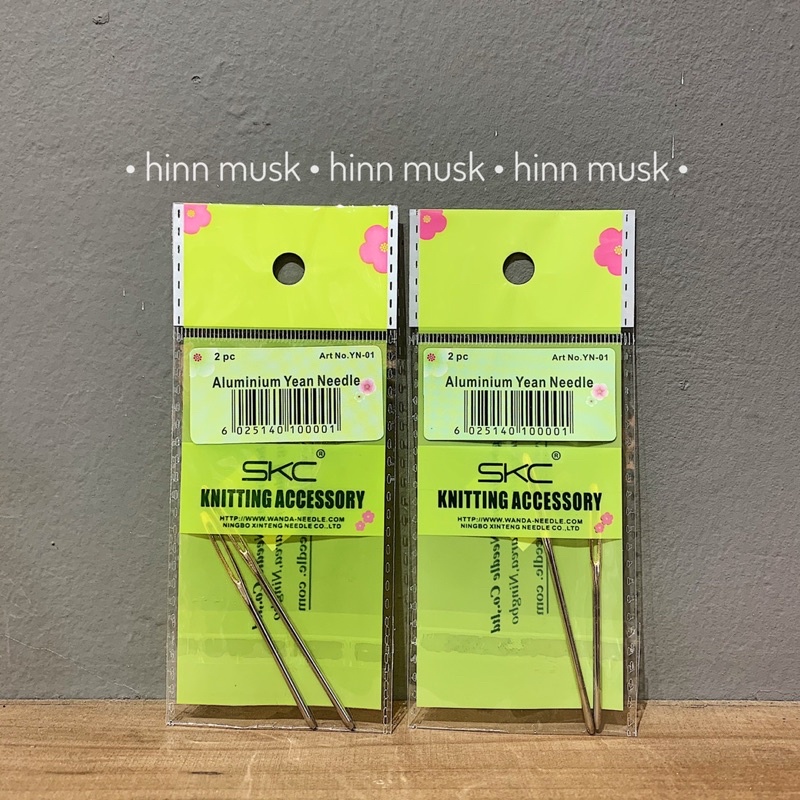 • hinn musk • hinn musk • hinn musk •
2 pc Art No.YN-01
Aluminium Yean Needle
6 025140 100001
SKC®
KNITTING ACCESSORY
HTTP://WWW.WANDA-NEEDLE.COM
NINGBO XINTENG NEEDLE CO.,LTD
2 pc Art No.YN-01
Aluminium Yean Needle
6 025140 100001
SKC®
KNITTING ACCESSORY
HTTP://WWW.WANDA-NEEDLE.COM
NINGBO XINTENG NEEDLE CO.,LTD